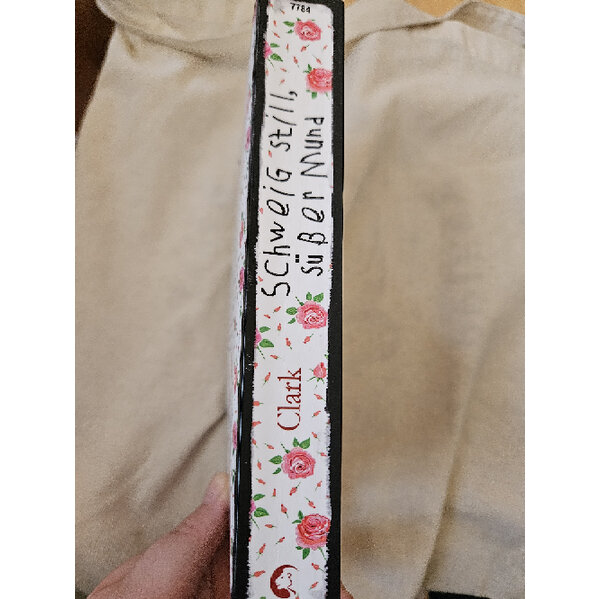 7784
SchweiG still,
süßer Mund
Clark